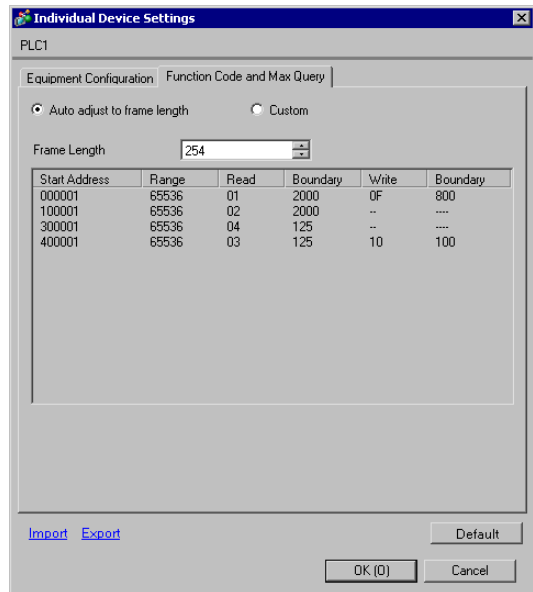 Individual Device Settings
PLC1
Equipment Configuration Function Code and Max Query
Auto adjust to frame length Custom
Frame Length 254
Start Address Range Read Boundary Write Boundary
000001 65536 01 2000 0F 800
100001 65536 02 2000 -- ----
300001 65536 04 125 -- ----
400001 65536 03 125 10 100
Import Export Default
OK (O) Cancel